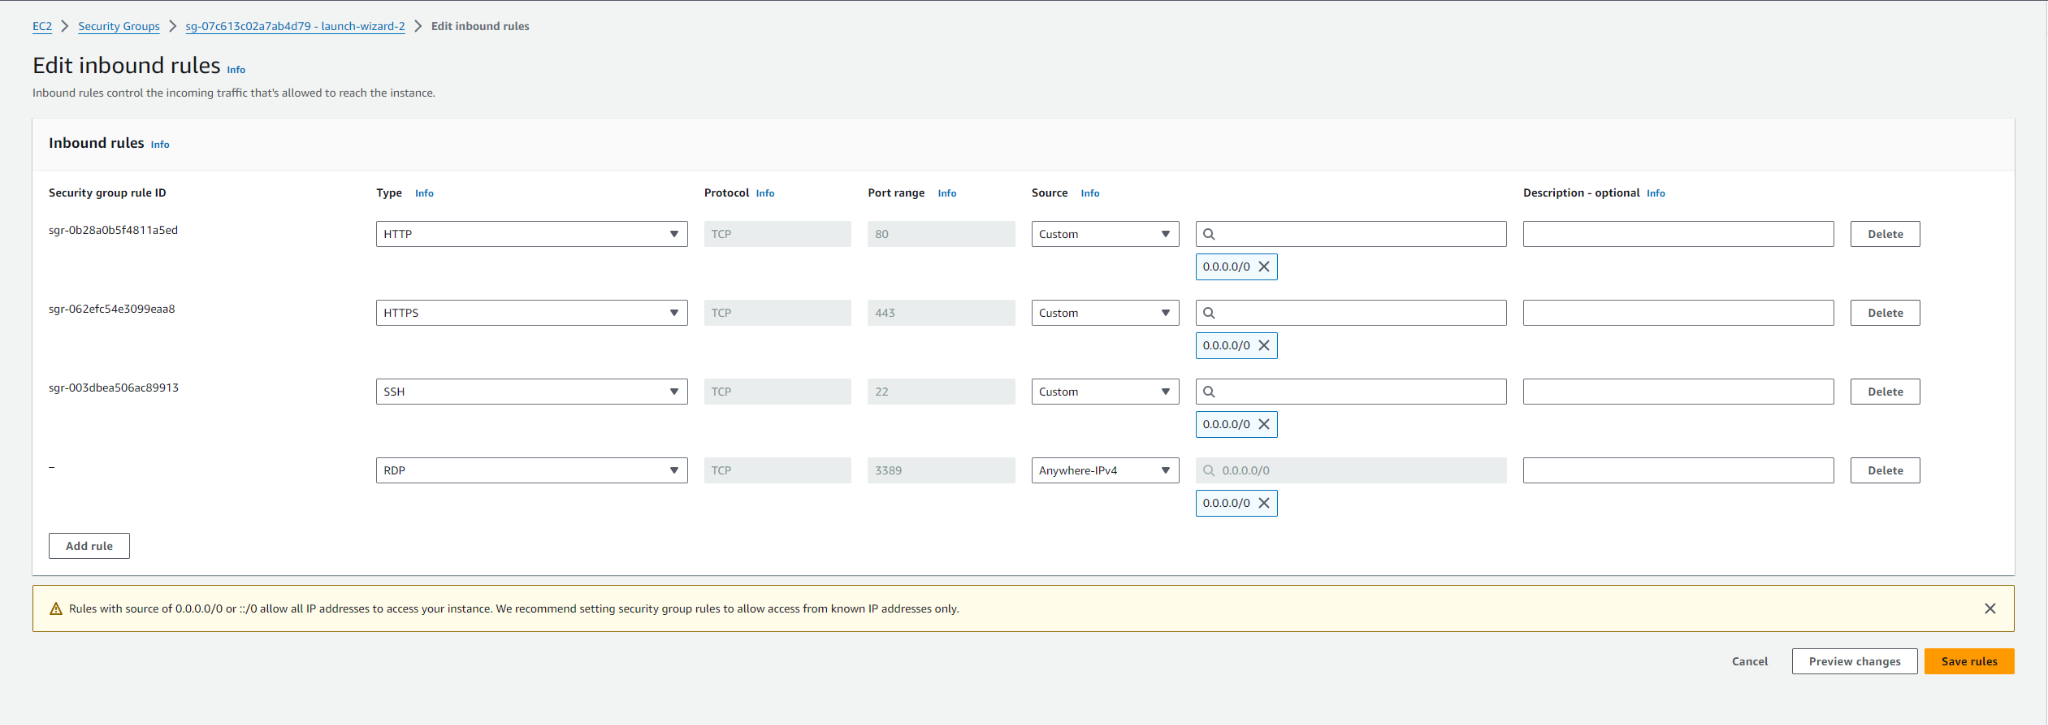 EC2 > Security Groups > sg-07c613c02a7ab4d79 - launch-wizard-2 > Edit inbound rules
Edit inbound rules Info
Inbound rules control the incoming traffic that's allowed to reach the instance.
Inbound rules Info
Security group rule ID Type Info Protocol Info Port range Info Source Info Description - optional Info
sgr-0b28a0b5f4811a5ed HTTP TCP 80 Custom Delete
0.0.0.0/0
sgr-062efc54e3099eaa8 HTTPS TCP 443 Custom Delete
0.0.0.0/0
sgr-003dbea506ac89913 SSH TCP 22 Custom Delete
0.0.0.0/0
– RDP TCP 3389 Anywhere-IPv4 0.0.0.0/0 Delete
0.0.0.0/0
Add rule
Rules with source of 0.0.0.0/0 or ::/0 allow all IP addresses to access your instance. We recommend setting security group rules to allow access from known IP addresses only.
Cancel Preview changes Save rules